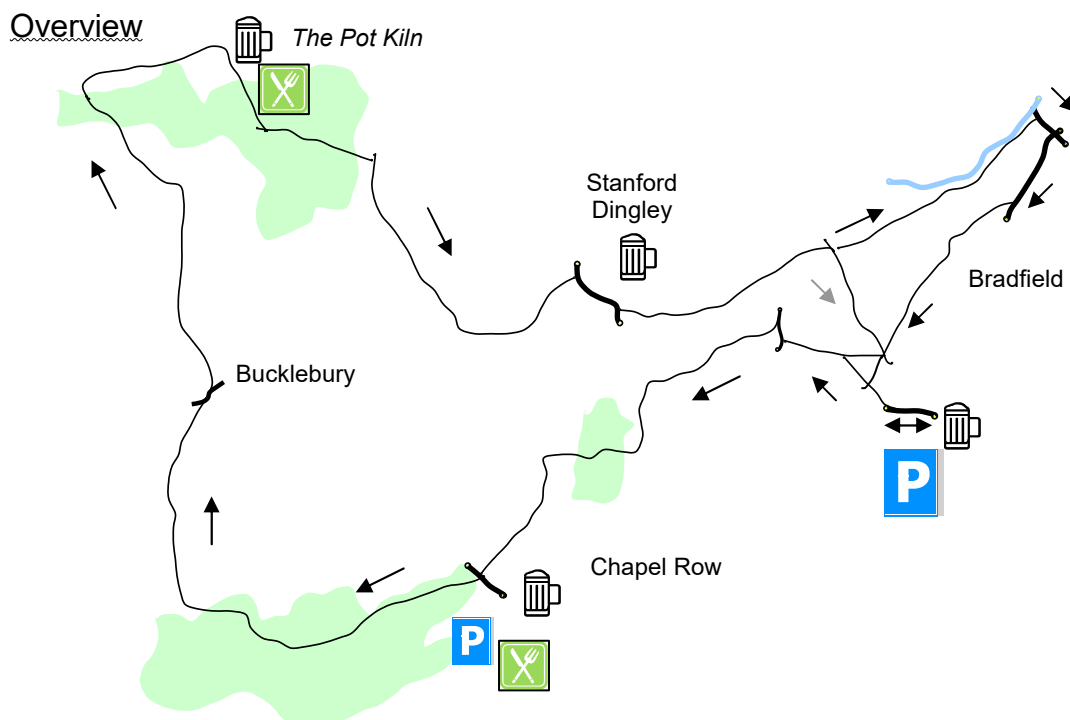 Overview
The Pot Kiln
Stanford
Dingley
Bradfield
Bucklebury
P
Chapel Row
P